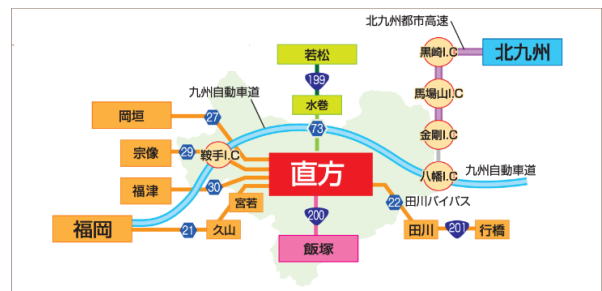 北九州都市高速
若松
黒崎I.C
北九州
199
九州自動車道
馬場山I.C
岡垣
27
水巻
73
金剛I.C
宗像
29
鞍手I.C
直方
八幡I.C
九州自動車道
福津
30
宮若
22
田川バイパス
200
福岡
21
久山
田川
201
行橋
飯塚